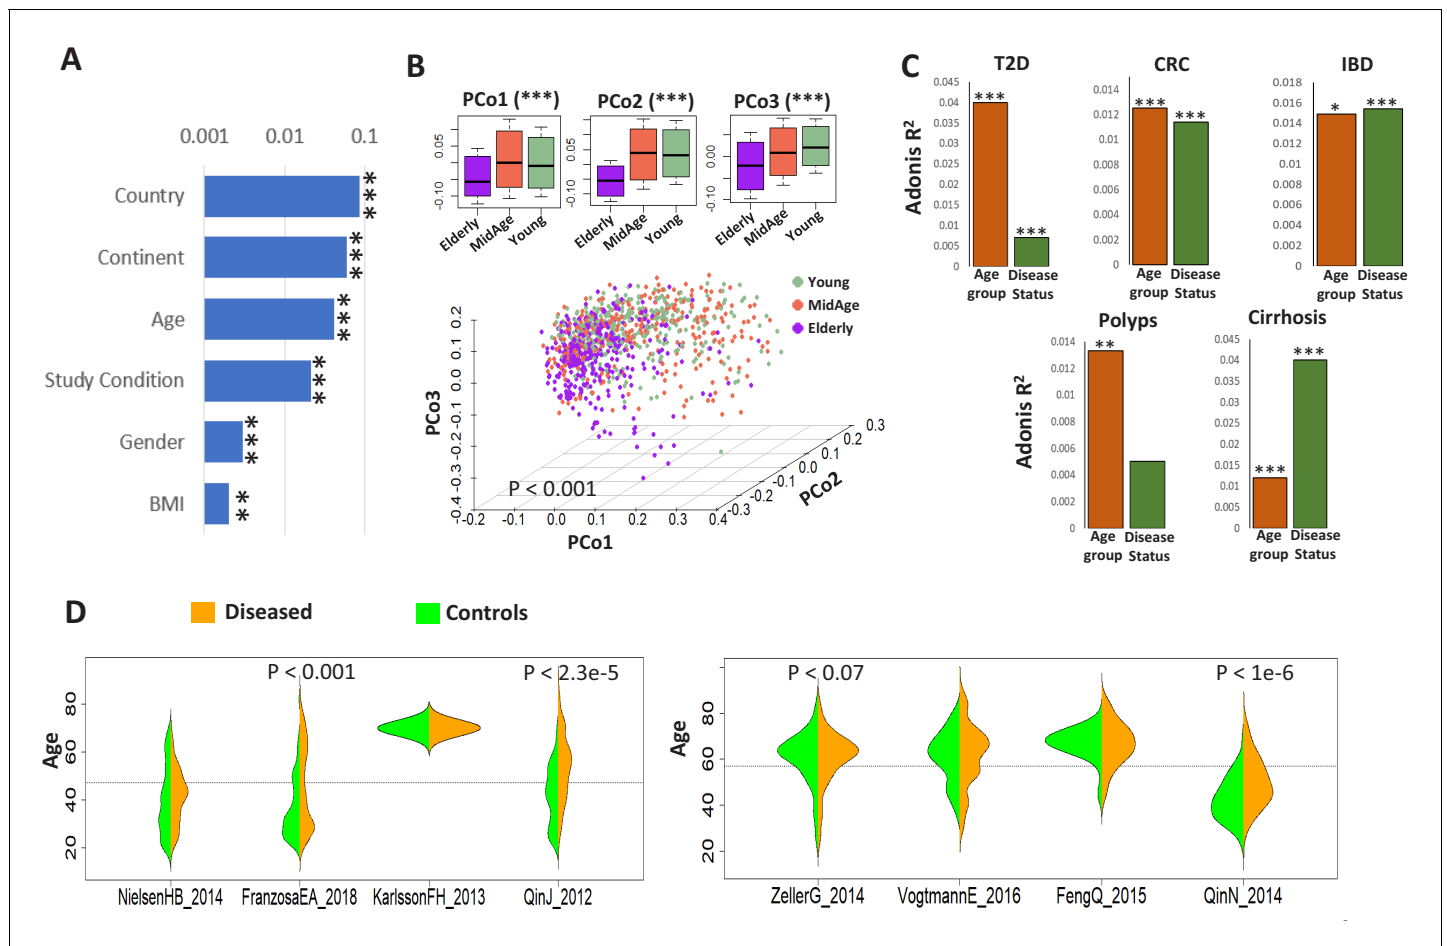 A
0.001 0.01 0.1
Country ***
Continent ***
Age ***
Study Condition ***
Gender ***
BMI **
B
PCo1 (***) PCo2 (***) PCo3 (***)
0.05 0.05 0.00
-0.10 -0.10 -0.10
Elderly MidAge Young Elderly MidAge Young Elderly MidAge Young
Young
MidAge
Elderly
PCo3
0.2
0.1
0.0
-0.1
-0.2
-0.3
-0.4
P < 0.001
-0.2 -0.1 0.0 0.1 0.2 0.3 0.4
PCo1
-0.3 -0.2 -0.1 0.0 0.1 0.2 0.3
PCo2
C
T2D
Adonis R2
0.045
0.04
0.035
0.03
0.025
0.02
0.015
0.01
0.005
0
*** ***
Age Disease
group Status
CRC
0.014
0.012
0.01
0.008
0.006
0.004
0.002
0
*** ***
Age Disease
group Status
IBD
0.018
0.016
0.014
0.012
0.01
0.008
0.006
0.004
0.002
0
* ***
Age Disease
group Status
Polyps
Adonis R2
0.014
0.012
0.01
0.008
0.006
0.004
0.002
0
**
Age Disease
group Status
Cirrhosis
0.045
0.04
0.035
0.03
0.025
0.02
0.015
0.01
0.005
0
*** ***
Age Disease
group Status
D
Diseased Controls
P < 0.001 P < 2.3e-5
Age
80
60
40
20
NielsenHB_2014 FranzosaEA_2018 KarlssonFH_2013 QinJ_2012
P < 0.07 P < 1e-6
Age
80
60
40
20
ZellerG_2014 VogtmannE_2016 FengQ_2015 QinN_2014